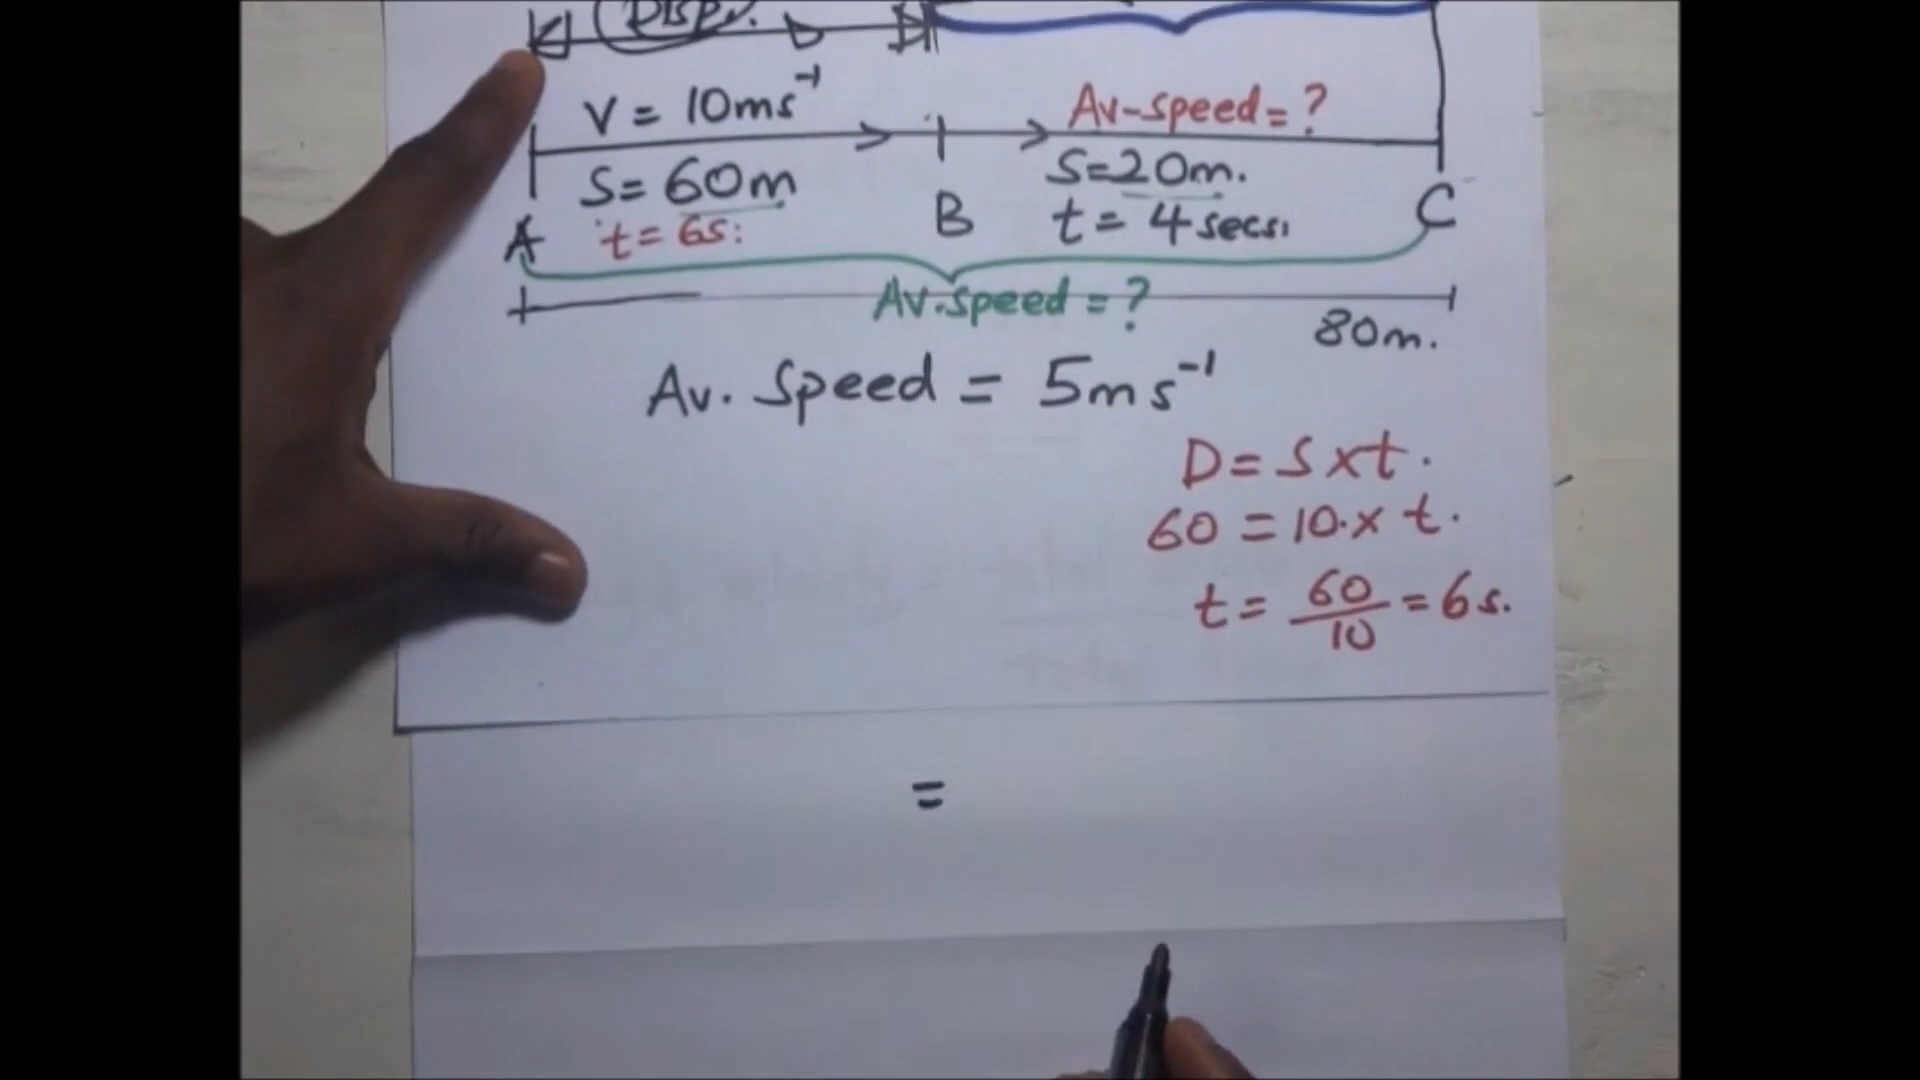 Disp.
V = 10ms⁻¹
Av-speed = ?
S = 60m
S=20m.
A
t = 6s.
B
t = 4 secs.
C
Av.speed = ?
80m.
Av. Speed = 5ms⁻¹
D = S x t.
60 = 10.x t.
t = 60/10 = 6s.
=